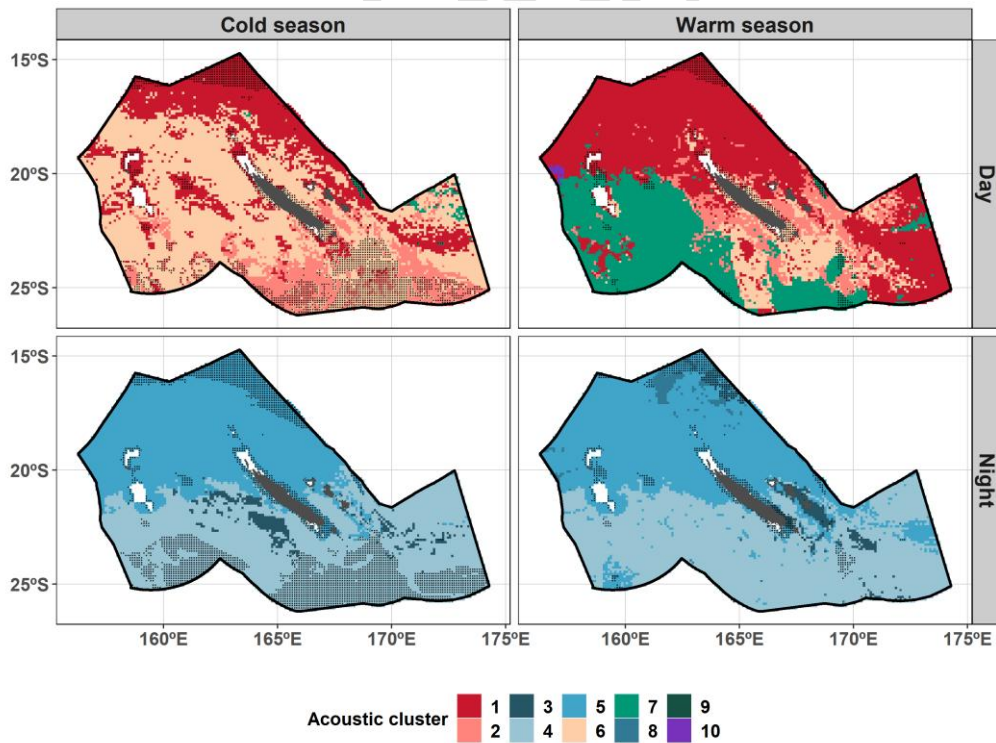 Cold season Warm season
15ºS
20ºS
25ºS
Day
15ºS
20ºS
25ºS
Night
160ºE 165ºE 170ºE 175ºE 160ºE 165ºE 170ºE 175ºE
Acoustic cluster 1 3 5 7 9
2 4 6 8 10